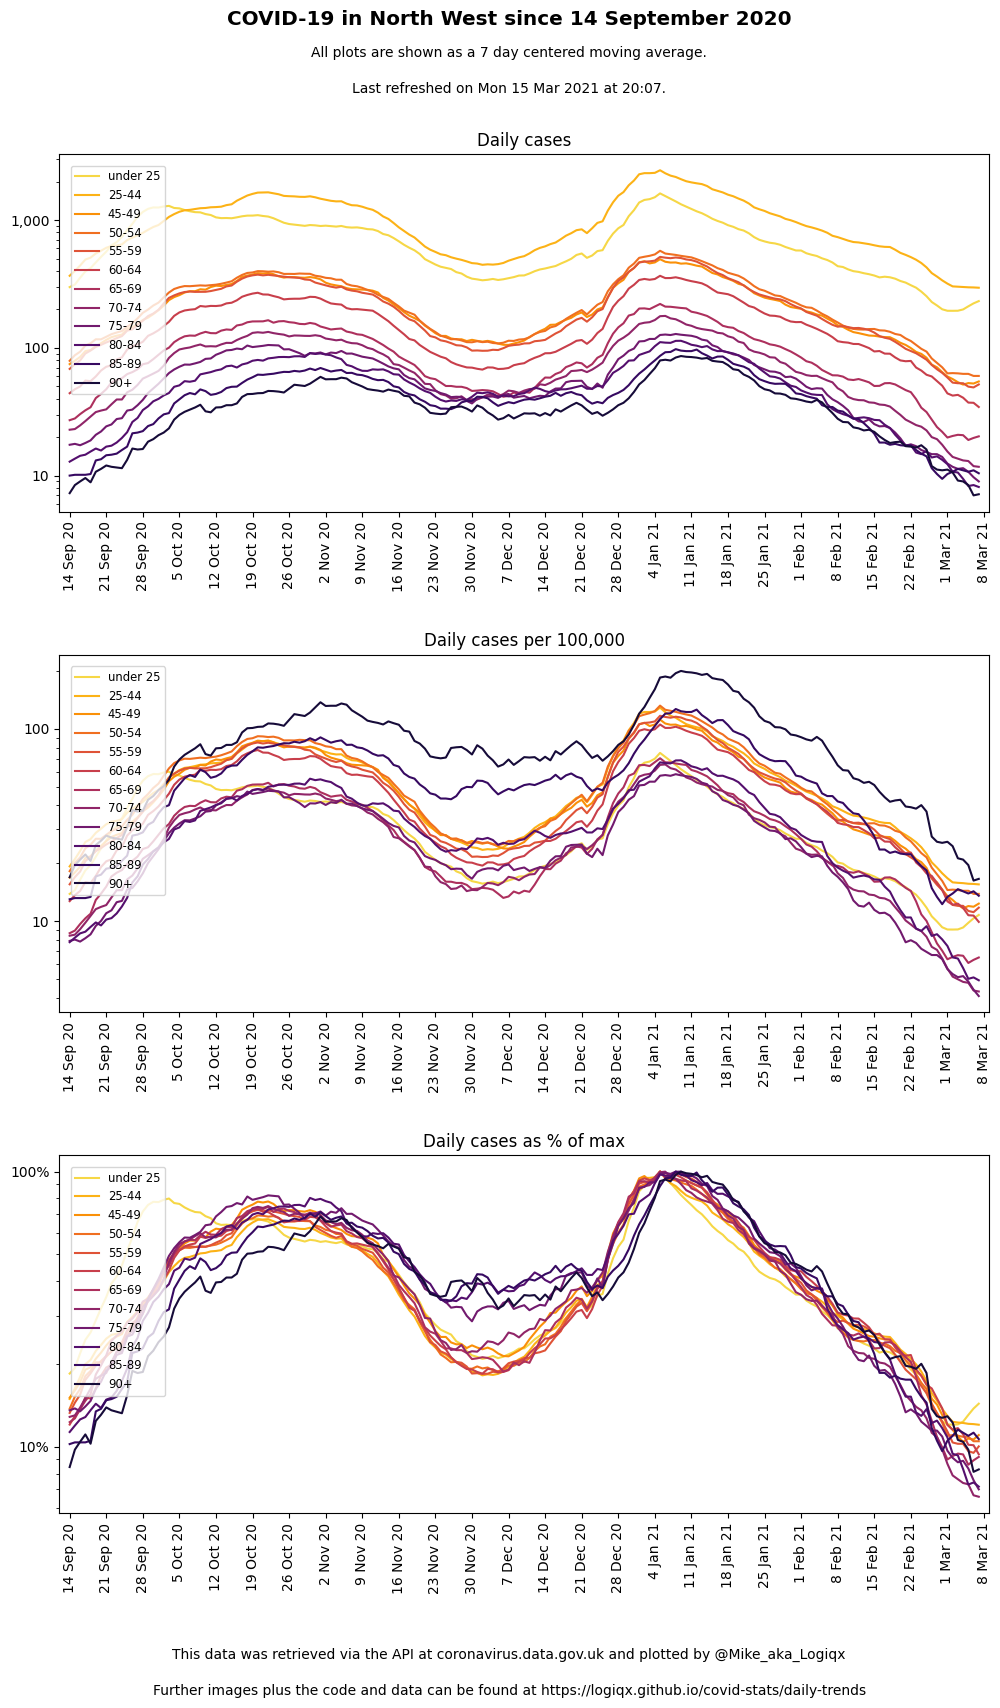 COVID-19 in North West since 14 September 2020
All plots are shown as a 7 day centered moving average.
Last refreshed on Mon 15 Mar 2021 at 20:07.
Daily cases
1,000
100
10
under 25
25-44
45-49
50-54
55-59
60-64
65-69
70-74
75-79
80-84
85-89
90+
14 Sep 20
21 Sep 20
28 Sep 20
5 Oct 20
12 Oct 20
19 Oct 20
26 Oct 20
2 Nov 20
9 Nov 20
16 Nov 20
23 Nov 20
30 Nov 20
7 Dec 20
14 Dec 20
21 Dec 20
28 Dec 20
4 Jan 21
11 Jan 21
18 Jan 21
25 Jan 21
1 Feb 21
8 Feb 21
15 Feb 21
22 Feb 21
1 Mar 21
8 Mar 21
Daily cases per 100,000
100
10
under 25
25-44
45-49
50-54
55-59
60-64
65-69
70-74
75-79
80-84
85-89
90+
14 Sep 20
21 Sep 20
28 Sep 20
5 Oct 20
12 Oct 20
19 Oct 20
26 Oct 20
2 Nov 20
9 Nov 20
16 Nov 20
23 Nov 20
30 Nov 20
7 Dec 20
14 Dec 20
21 Dec 20
28 Dec 20
4 Jan 21
11 Jan 21
18 Jan 21
25 Jan 21
1 Feb 21
8 Feb 21
15 Feb 21
22 Feb 21
1 Mar 21
8 Mar 21
Daily cases as % of max
100%
10%
under 25
25-44
45-49
50-54
55-59
60-64
65-69
70-74
75-79
80-84
85-89
90+
14 Sep 20
21 Sep 20
28 Sep 20
5 Oct 20
12 Oct 20
19 Oct 20
26 Oct 20
2 Nov 20
9 Nov 20
16 Nov 20
23 Nov 20
30 Nov 20
7 Dec 20
14 Dec 20
21 Dec 20
28 Dec 20
4 Jan 21
11 Jan 21
18 Jan 21
25 Jan 21
1 Feb 21
8 Feb 21
15 Feb 21
22 Feb 21
1 Mar 21
8 Mar 21
This data was retrieved via the API at coronavirus.data.gov.uk and plotted by @Mike_aka_Logiqx
Further images plus the code and data can be found at https://logiqx.github.io/covid-stats/daily-trends